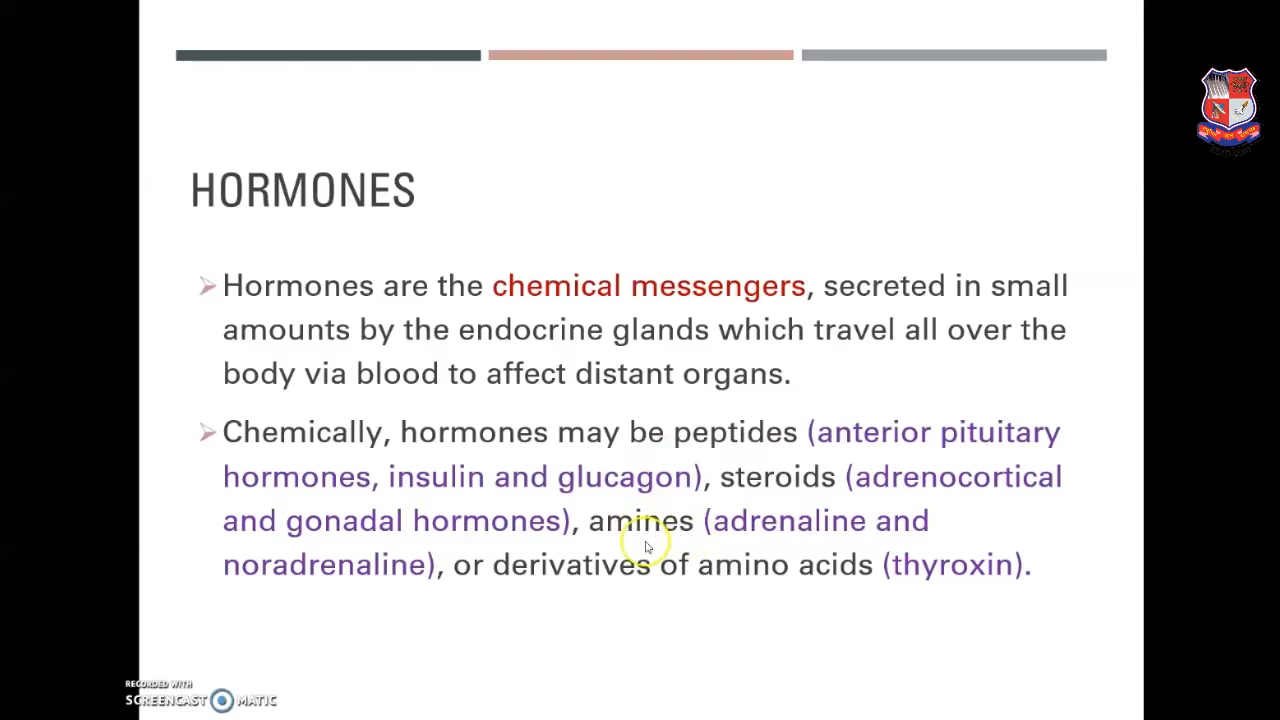 HORMONES
Hormones are the chemical messengers, secreted in small
amounts by the endocrine glands which travel all over the
body via blood to affect distant organs.
Chemically, hormones may be peptides (anterior pituitary
hormones, insulin and glucagon), steroids (adrenocortical
and gonadal hormones), amines (adrenaline and
noradrenaline), or derivatives of amino acids (thyroxin).
RECORDED WITH
SCREENCAST MATIC